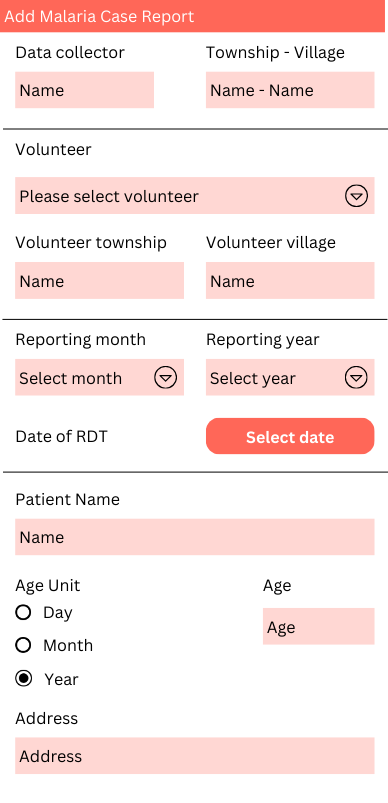 Add Malaria Case Report
Data collector
Township - Village
Name
Name - Name
Volunteer
Please select volunteer
Volunteer township
Volunteer village
Name
Name
Reporting month
Reporting year
Select month
Select year
Date of RDT
Select date
Patient Name
Name
Age Unit
Age
Day
Age
Month
Year
Address
Address